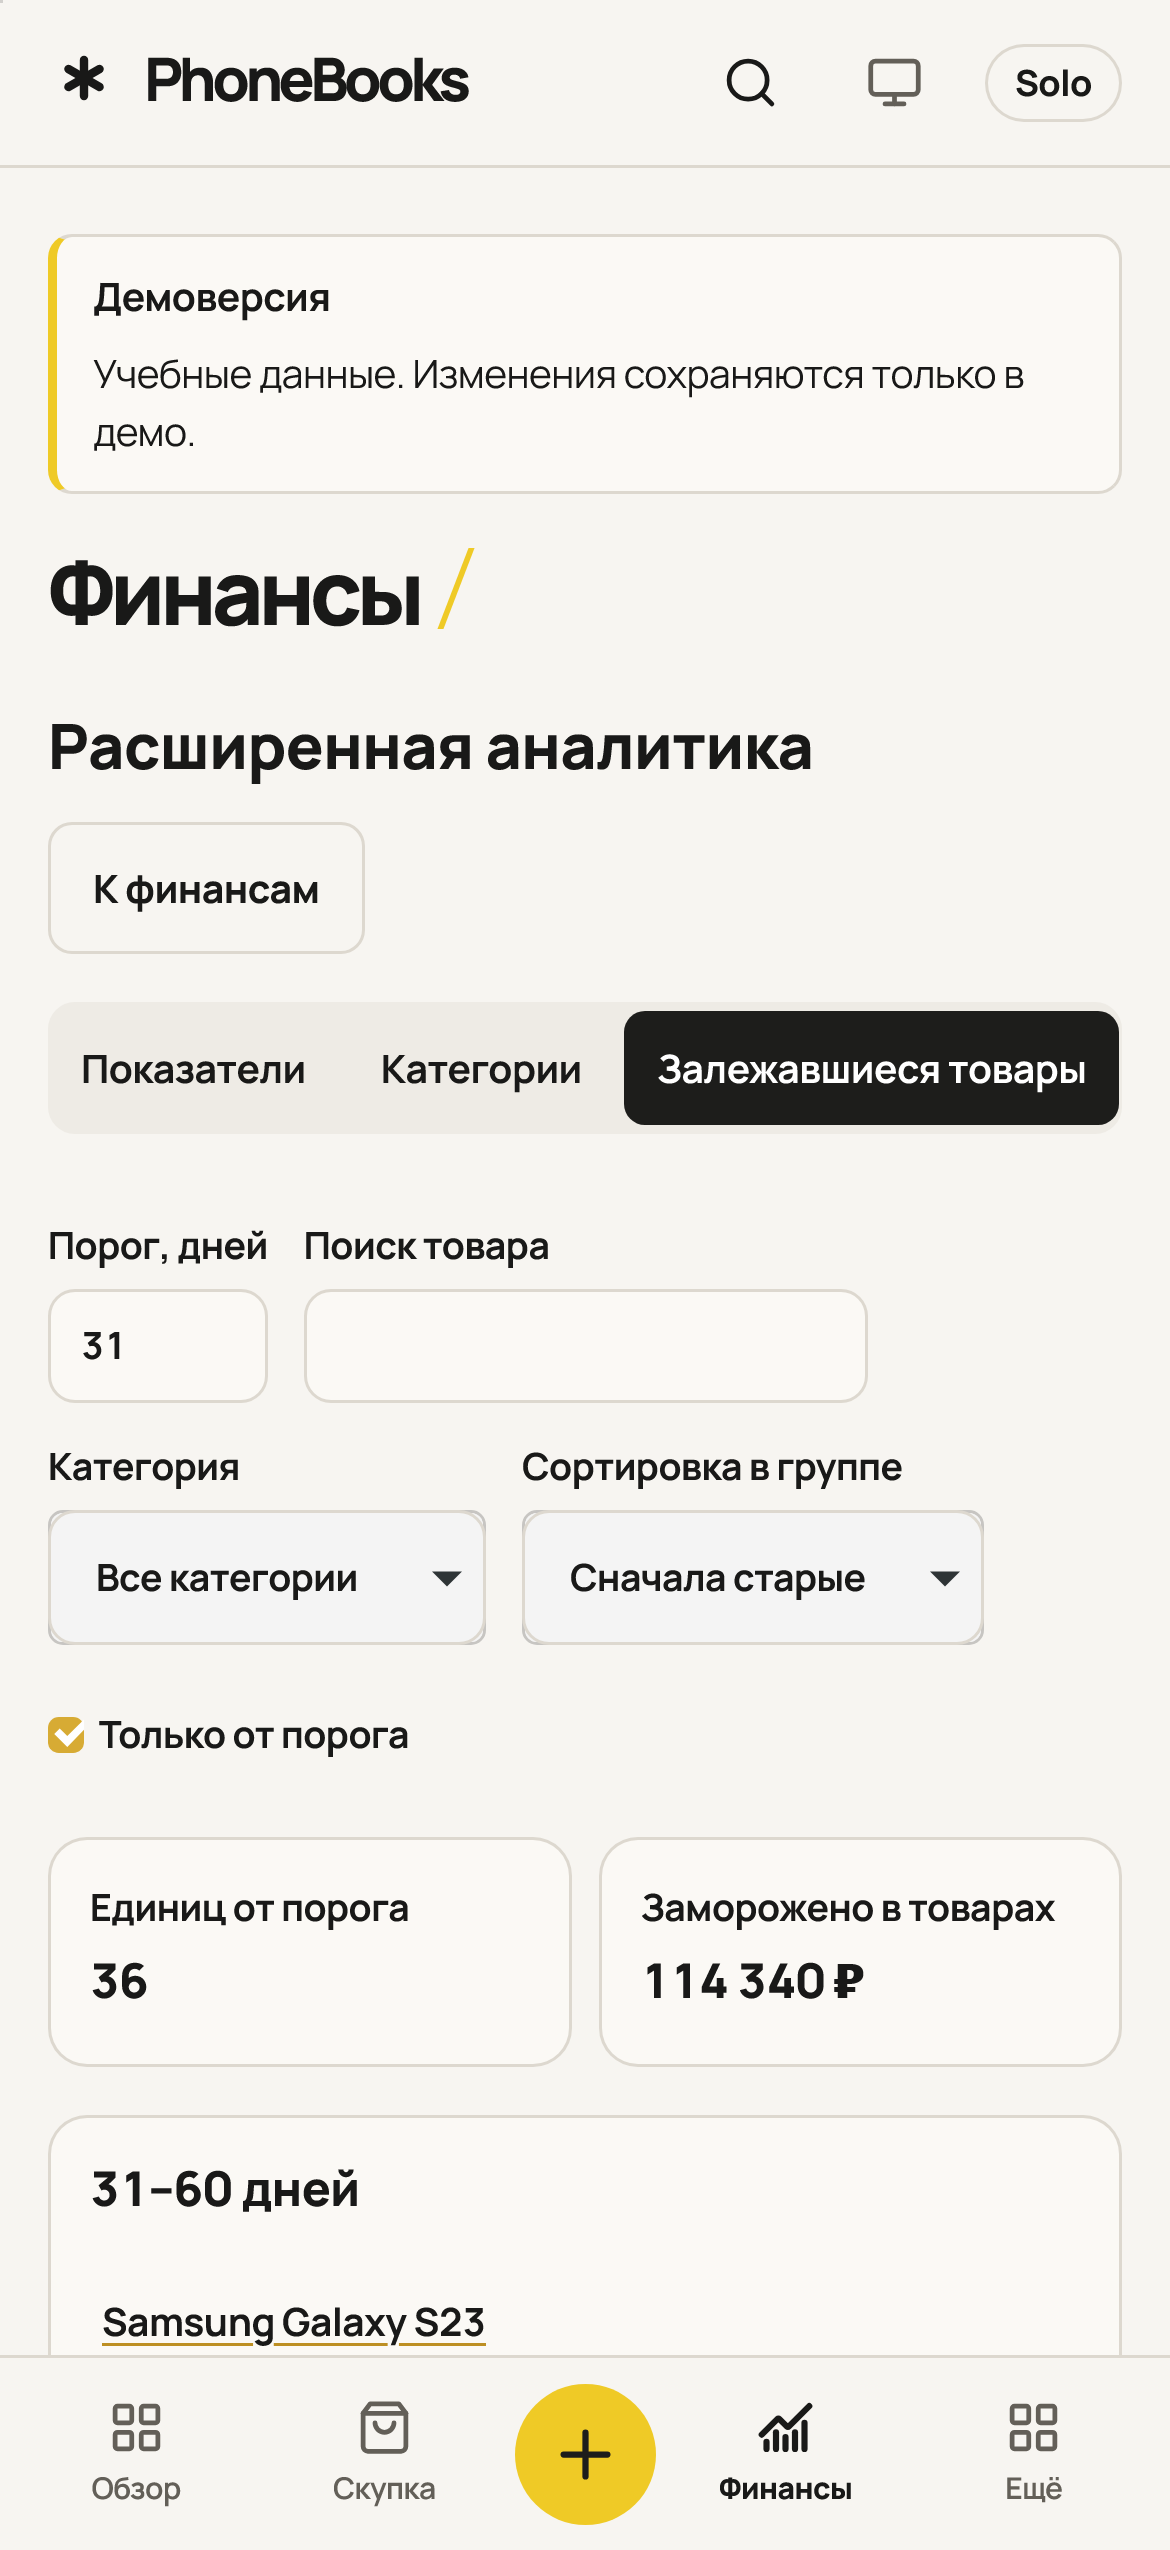 PhoneBooks
Solo
Демоверсия
Учебные данные. Изменения сохраняются только в
демо.
Финансы /
Расширенная аналитика
К финансам
Показатели Категории Залежавшиеся товары
Порог, дней Поиск товара
31
Категория Сортировка в группе
Все категории Сначала старые
Только от порога
Единиц от порога Заморожено в товарах
36 114 340 ₽
31–60 дней
Samsung Galaxy S23
Обзор Скупка Финансы Ещё